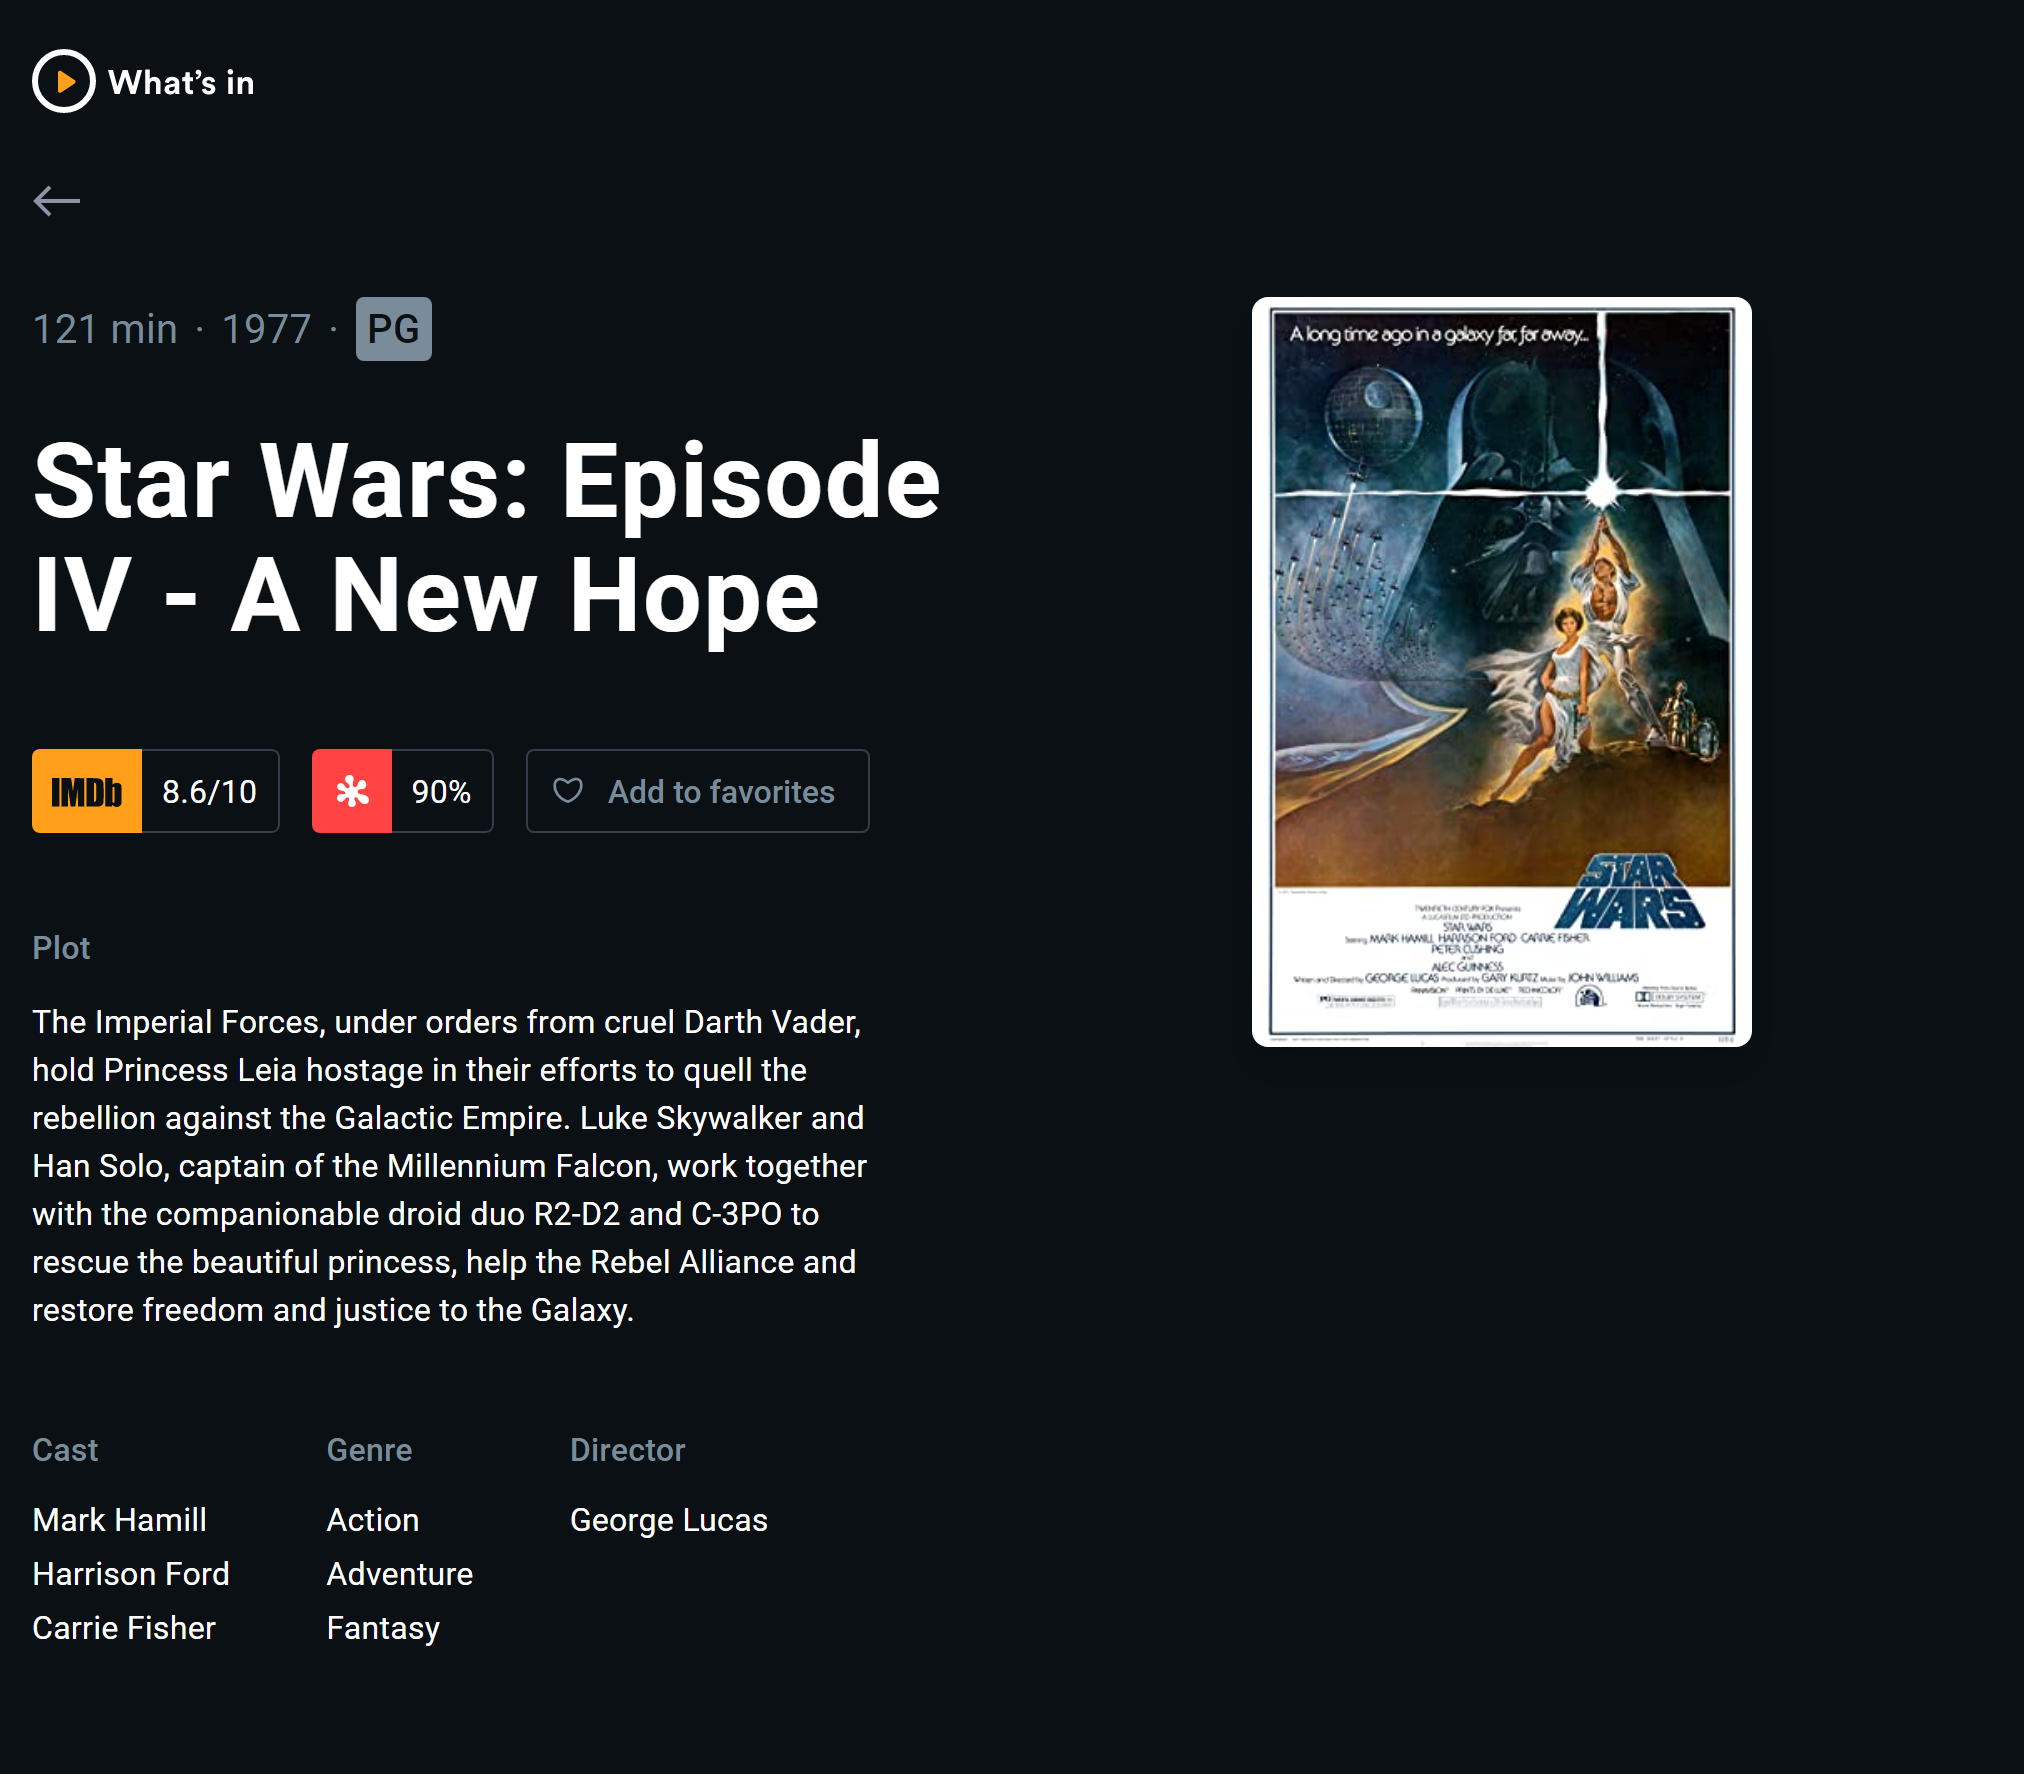 What's in
121 min · 1977 · PG
Star Wars: Episode
IV - A New Hope
IMDb 8.6/10 90% Add to favorites
Plot
The Imperial Forces, under orders from cruel Darth Vader,
hold Princess Leia hostage in their efforts to quell the
rebellion against the Galactic Empire. Luke Skywalker and
Han Solo, captain of the Millennium Falcon, work together
with the companionable droid duo R2-D2 and C-3PO to
rescue the beautiful princess, help the Rebel Alliance and
restore freedom and justice to the Galaxy.
Cast
Mark Hamill
Harrison Ford
Carrie Fisher
Genre
Action
Adventure
Fantasy
Director
George Lucas
A long time ago in a galaxy far, far away...
STAR
WARS
TWENTIETH CENTURY-FOX Presents
A LUCASFILM LTD PRODUCTION
STAR WARS
Starring MARK HAMILL HARRISON FORD CARRIE FISHER
PETER CUSHING
and
ALEC GUINNESS
Written and Directed by GEORGE LUCAS Produced by GARY KURTZ Music by JOHN WILLIAMS
PANAVISION® PRINTS BY DE LUXE® TECHNICOLOR®
PG
DOLBY SYSTEM